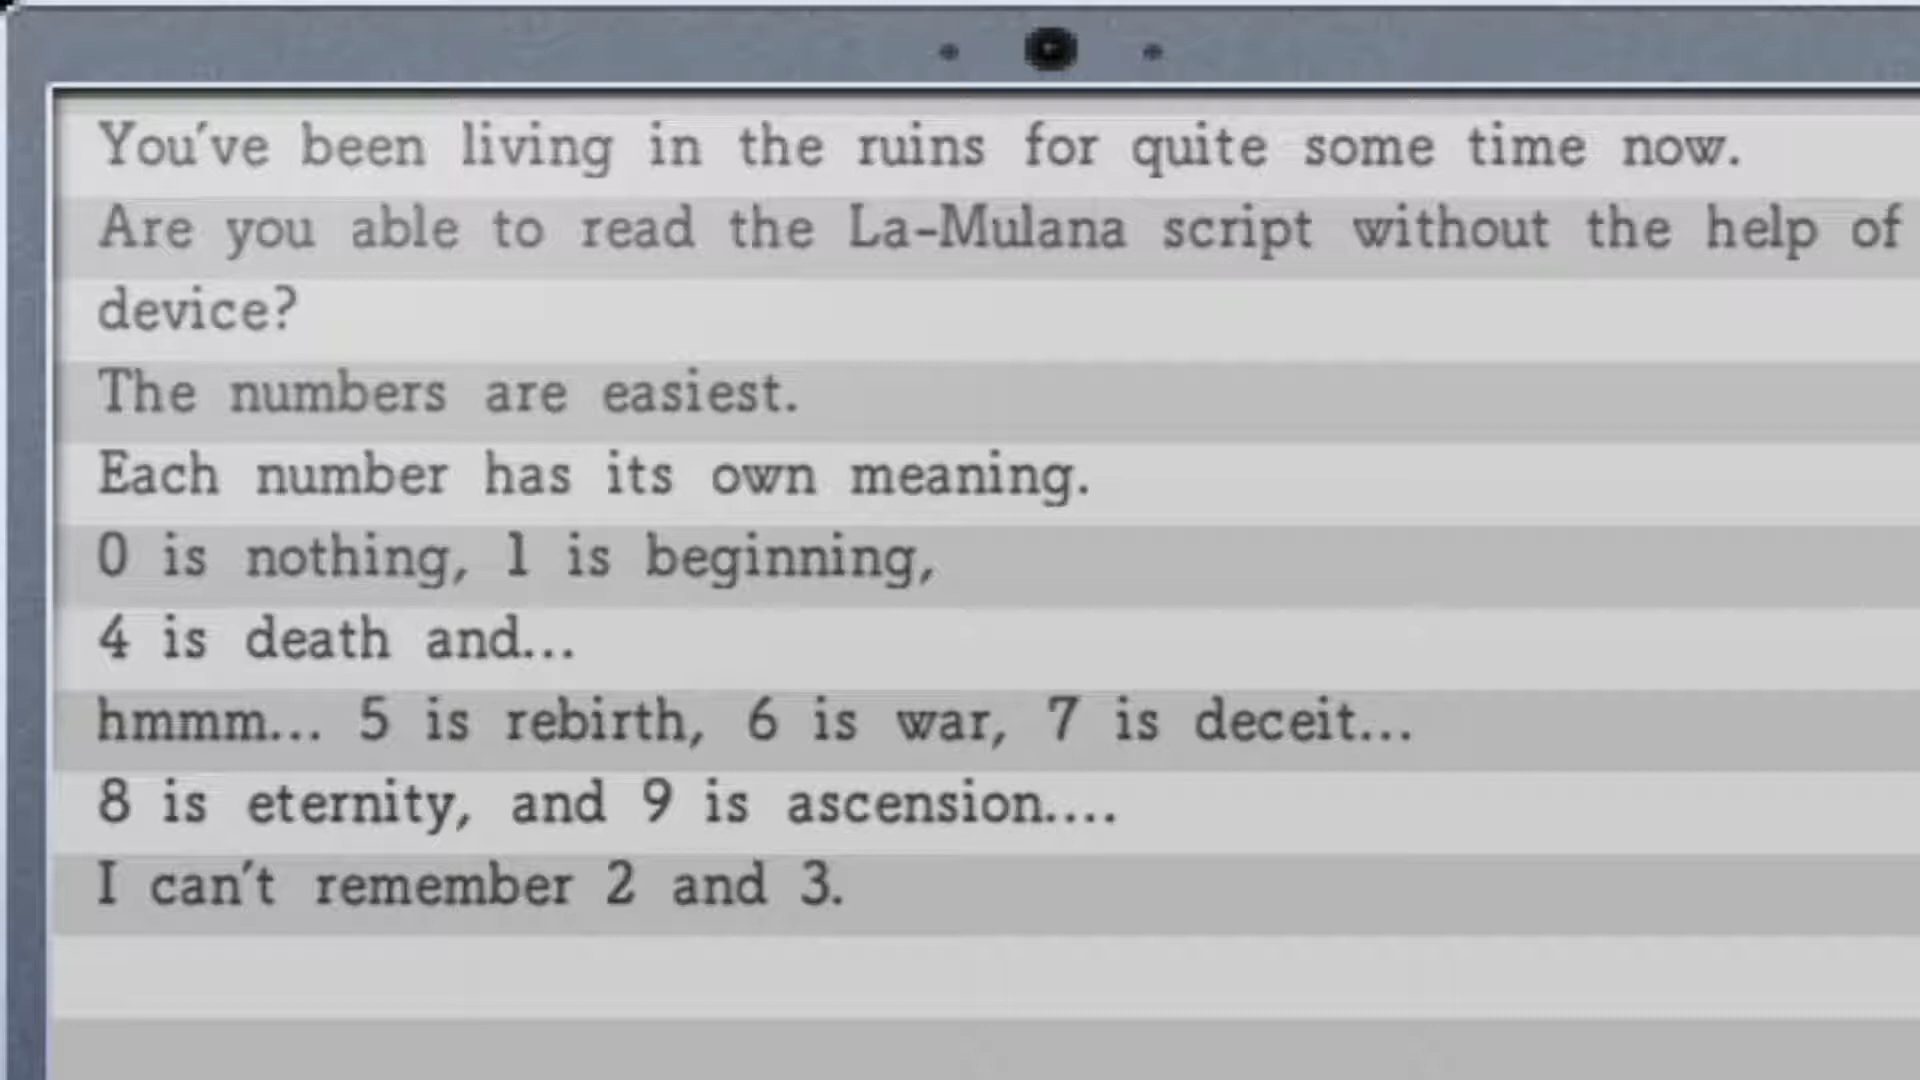 You've been living in the ruins for quite some time now.
Are you able to read the La-Mulana script without the help of
device?
The numbers are easiest.
Each number has its own meaning.
0 is nothing, 1 is beginning,
4 is death and...
hmmm... 5 is rebirth, 6 is war, 7 is deceit...
8 is eternity, and 9 is ascension....
I can't remember 2 and 3.